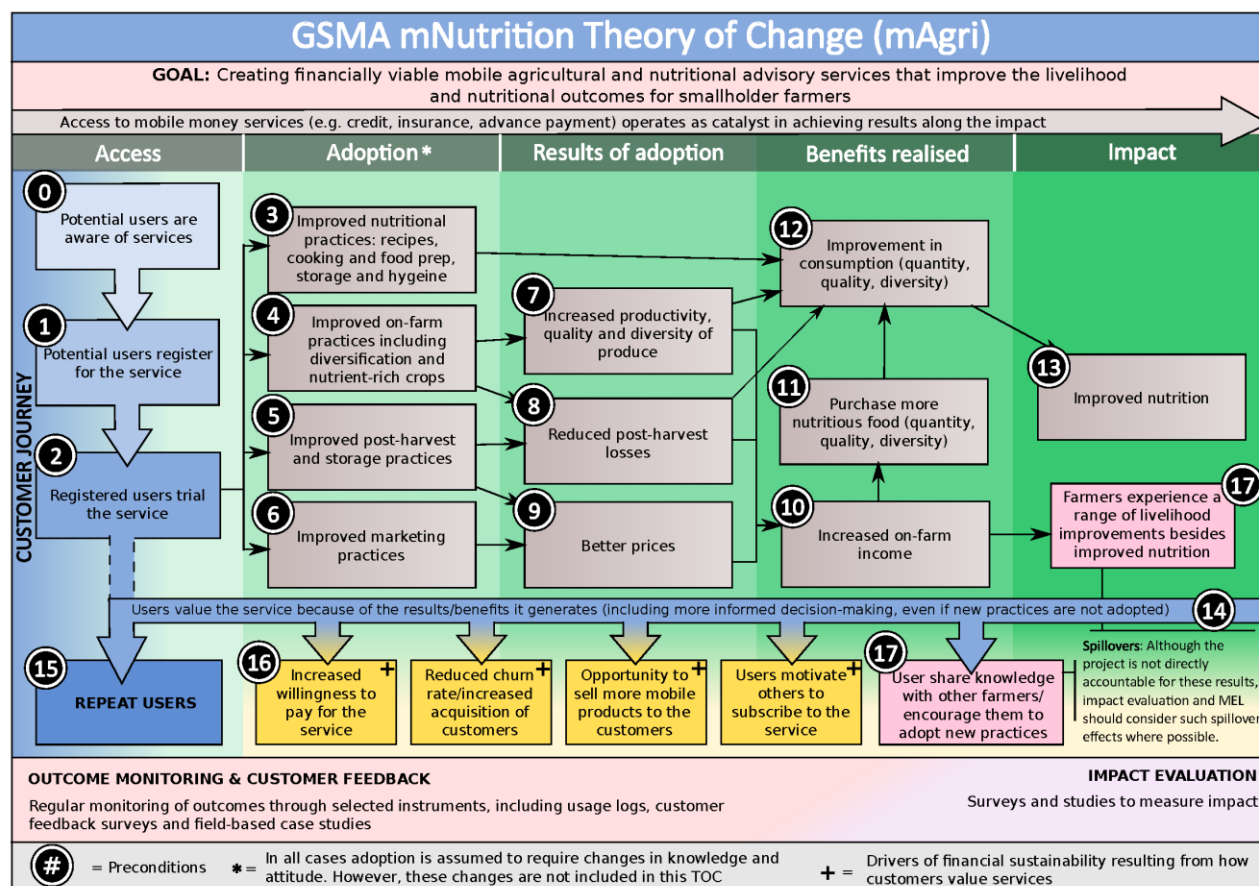 GSMA mNutrition Theory of Change (mAgri)
GOAL: Creating financially viable mobile agricultural and nutritional advisory services that improve the livelihood
and nutritional outcomes for smallholder farmers
Access to mobile money services (e.g. credit, insurance, advance payment) operates as catalyst in achieving results along the impact
Access
Adoption*
Results of adoption
Benefits realised
Impact
CUSTOMER JOURNEY
0
Potential users are
aware of services
1
Potential users register
for the service
2
Registered users trial
the service
3
Improved nutritional
practices: recipes,
cooking and food prep,
storage and hygeine
4
Improved on-farm
practices including
diversification and
nutrient-rich crops
5
Improved post-harvest
and storage practices
6
Improved marketing
practices
7
Increased productivity,
quality and diversity of
produce
8
Reduced post-harvest
losses
9
Better prices
12
Improvement in
consumption (quantity,
quality, diversity)
11
Purchase more
nutritious food (quantity,
quality, diversity)
10
Increased on-farm
income
13
Improved nutrition
17
Farmers experience a
range of livelihood
improvements besides
improved nutrition
Users value the service because of the results/benefits it generates (including more informed decision-making, even if new practices are not adopted)
14
15
REPEAT USERS
16
Increased
willingness to
pay for the
service
+
Reduced churn
rate/increased
acquisition of
customers
+
Opportunity to
sell more mobile
products to the
customers
+
Users motivate
others to
subscribe to the
service
+
17
User share knowledge
with other farmers/
encourage them to
adopt new practices
Spillovers: Although the
project is not directly
accountable for these results,
impact evaluation and MEL
should consider such spillover
effects where possible.
OUTCOME MONITORING & CUSTOMER FEEDBACK
Regular monitoring of outcomes through selected instruments, including usage logs, customer
feedback surveys and field-based case studies
IMPACT EVALUATION
Surveys and studies to measure impact
# = Preconditions
* = In all cases adoption is assumed to require changes in knowledge and
attitude. However, these changes are not included in this TOC
+ = Drivers of financial sustainability resulting from how
customers value services